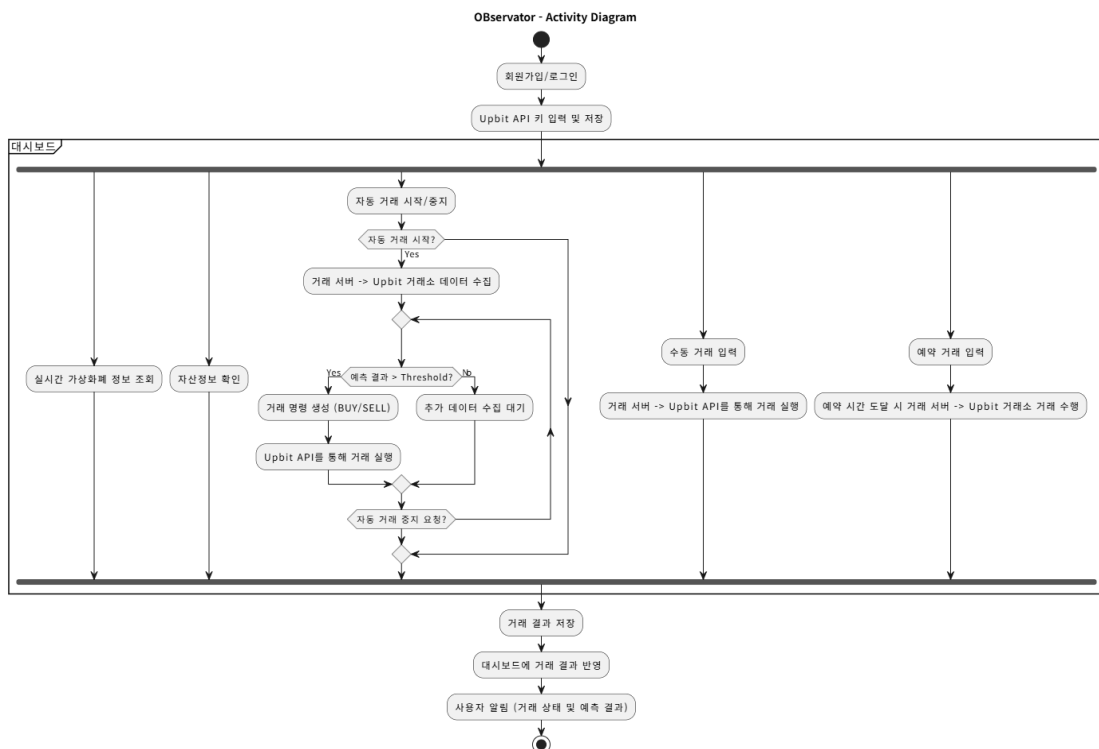 OBservator - Activity Diagram
회원가입/로그인
Upbit API 키 입력 및 저장
대시보드
자동 거래 시작/중지
자동 거래 시작?
Yes
거래 서버 -> Upbit 거래소 데이터 수집
실시간 가상화폐 정보 조회
자산정보 확인
Yes
예측 결과 > Threshold?
No
거래 명령 생성 (BUY/SELL)
추가 데이터 수집 대기
Upbit API를 통해 거래 실행
자동 거래 중지 요청?
수동 거래 입력
거래 서버 -> Upbit API를 통해 거래 실행
예약 거래 입력
예약 시간 도달 시 거래 서버 -> Upbit 거래소 거래 수행
거래 결과 저장
대시보드에 거래 결과 반영
사용자 알림 (거래 상태 및 예측 결과)